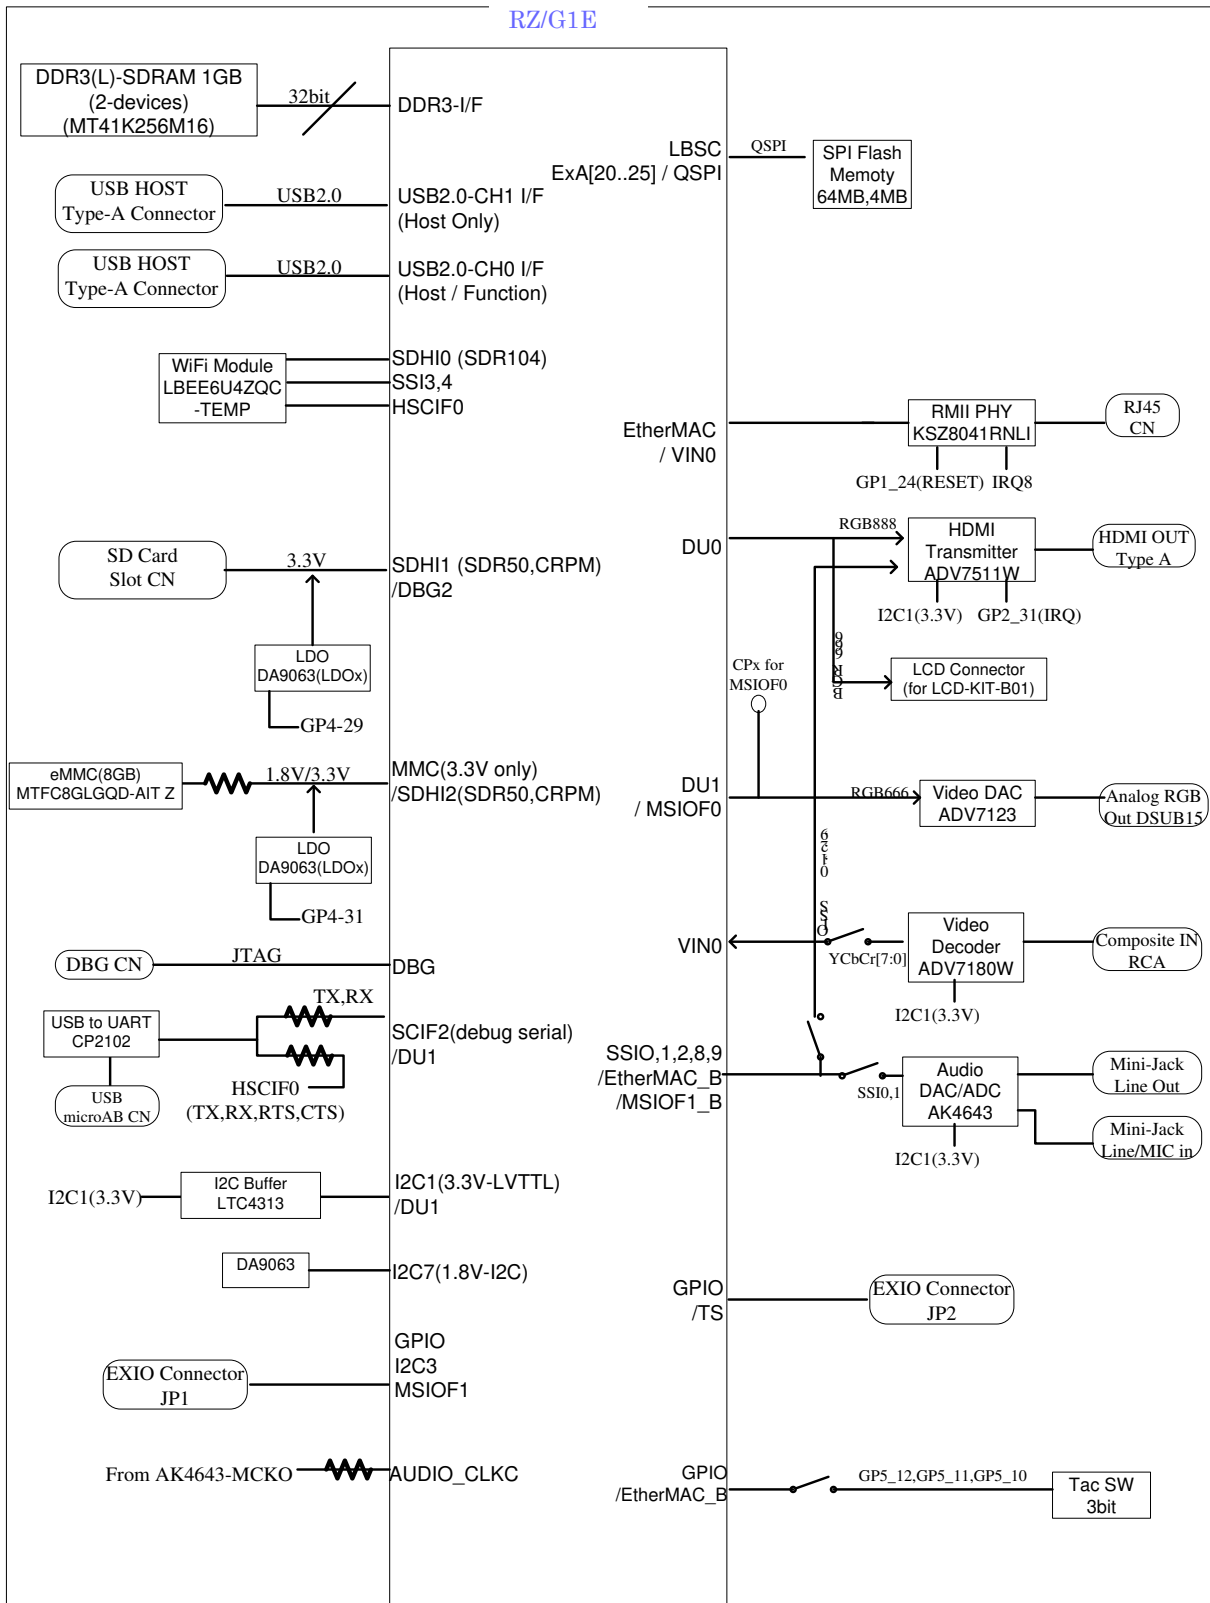 RZ/G1E
DDR3(L)-SDRAM 1GB
(2-devices)
(MT41K256M16)
32bit
DDR3-I/F
LBSC
ExA[20..25] / QSPI
QSPI
SPI Flash
Memoty
64MB,4MB
USB HOST
Type-A Connector
USB2.0
USB2.0-CH1 I/F
(Host Only)
USB HOST
Type-A Connector
USB2.0
USB2.0-CH0 I/F
(Host / Function)
WiFi Module
LBEE6U4ZQC
-TEMP
SDHI0 (SDR104)
SSI3,4
HSCIF0
EtherMAC
/ VIN0
RMII PHY
KSZ8041RNLI
RJ45
CN
GP1_24(RESET) IRQ8
SD Card
Slot CN
3.3V
SDHI1 (SDR50,CRPM)
/DBG2
DU0
RGB888
HDMI
Transmitter
ADV7511W
HDMI OUT
Type A
I2C1(3.3V) GP2_31(IRQ)
LDO
DA9063(LDOx)
GP4-29
CPx for
MSIOF0
RGB666
LCD Connector
(for LCD-KIT-B01)
eMMC(8GB)
MTFC8GLGQD-AIT Z
1.8V/3.3V
MMC(3.3V only)
/SDHI2(SDR50,CRPM)
DU1
/ MSIOF0
RGB666
Video DAC
ADV7123
Analog RGB
Out DSUB15
LDO
DA9063(LDOx)
GP4-31
VIN0
YCbCr[7:0]
Video
Decoder
ADV7180W
Composite IN
RCA
I2C1(3.3V)
DBG CN
JTAG
DBG
USB to UART
CP2102
TX,RX
SCIF2(debug serial)
/DU1
HSCIF0
(TX,RX,RTS,CTS)
USB
microAB CN
SSIO,1,2,8,9
/EtherMAC_B
/MSIOF1_B
SSI0,1
Audio
DAC/ADC
AK4643
Mini-Jack
Line Out
Mini-Jack
Line/MIC in
I2C1(3.3V)
I2C1(3.3V)
I2C Buffer
LTC4313
I2C1(3.3V-LVTTL)
/DU1
DA9063
I2C7(1.8V-I2C)
GPIO
/TS
EXIO Connector
JP2
EXIO Connector
JP1
GPIO
I2C3
MSIOF1
From AK4643-MCKO
AUDIO_CLKC
GPIO
/EtherMAC_B
GP5_12,GP5_11,GP5_10
Tac SW
3bit